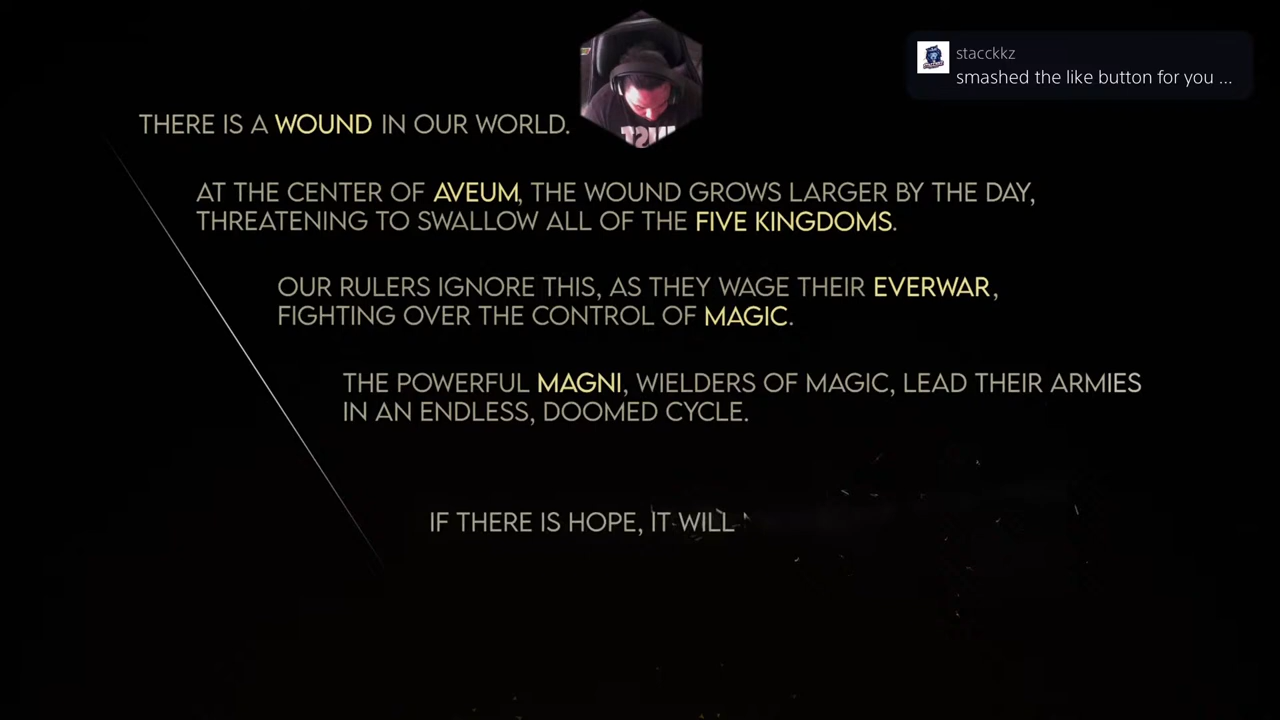 stacckkz
smashed the like button for you ...
THERE IS A WOUND IN OUR WORLD.
AT THE CENTER OF AVEUM, THE WOUND GROWS LARGER BY THE DAY,
THREATENING TO SWALLOW ALL OF THE FIVE KINGDOMS.
OUR RULERS IGNORE THIS, AS THEY WAGE THEIR EVERWAR,
FIGHTING OVER THE CONTROL OF MAGIC.
THE POWERFUL MAGNI, WIELDERS OF MAGIC, LEAD THEIR ARMIES
IN AN ENDLESS, DOOMED CYCLE.
IF THERE IS HOPE, IT WILL